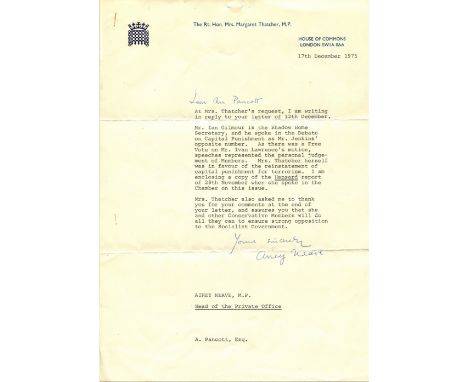 The Rt. Hon. Mrs. Margaret Thatcher, M.P.
HOUSE OF COMMONS
LONDON SW1A 0AA
17th December 1975
Dear Mr Pancott
At Mrs. Thatcher's request, I am writing
in reply to your letter of 12th December.
Mr. Ian Gilmour is the Shadow Home
Secretary, and he spoke in the Debate
on Capital Punishment as Mr. Jenkins'
opposite number. As there was a Free
Vote on Mr. Ivan Lawrence's motion,
speeches represented the personal judge-
ment of Members. Mrs. Thatcher herself
was in favour of the reinstatement of
capital punishment for terrorism. I am
enclosing a copy of the Hansard report
of 28th November when she spoke in the
Chamber on this issue.
Mrs. Thatcher also asked me to thank
you for your comments at the end of
your letter, and assures you that she
and other Conservative Members will do
all they can to ensure strong opposition
to the Socialist Government.
Yours sincerely
Airey Neave
AIREY NEAVE, M.P.
Head of the Private Office
A. Pancott, Esq.